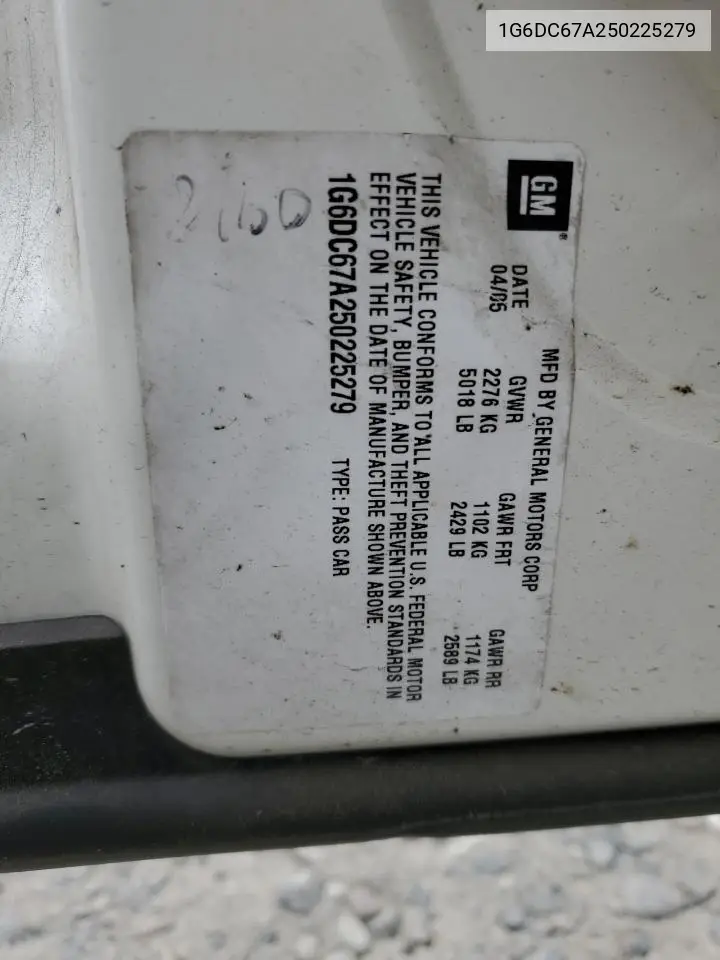 1G6DC67A250225279
GM
MFD BY GENERAL MOTORS CORP
DATE GVWR GAWR FRT GAWR RR
04/05 2276 KG 1102 KG 1174 KG
5018 LB 2429 LB 2589 LB
THIS VEHICLE CONFORMS TO ALL APPLICABLE U.S. FEDERAL MOTOR
VEHICLE SAFETY, BUMPER, AND THEFT PREVENTION STANDARDS IN
EFFECT ON THE DATE OF MANUFACTURE SHOWN ABOVE.
1G6DC67A250225279 TYPE: PASS CAR